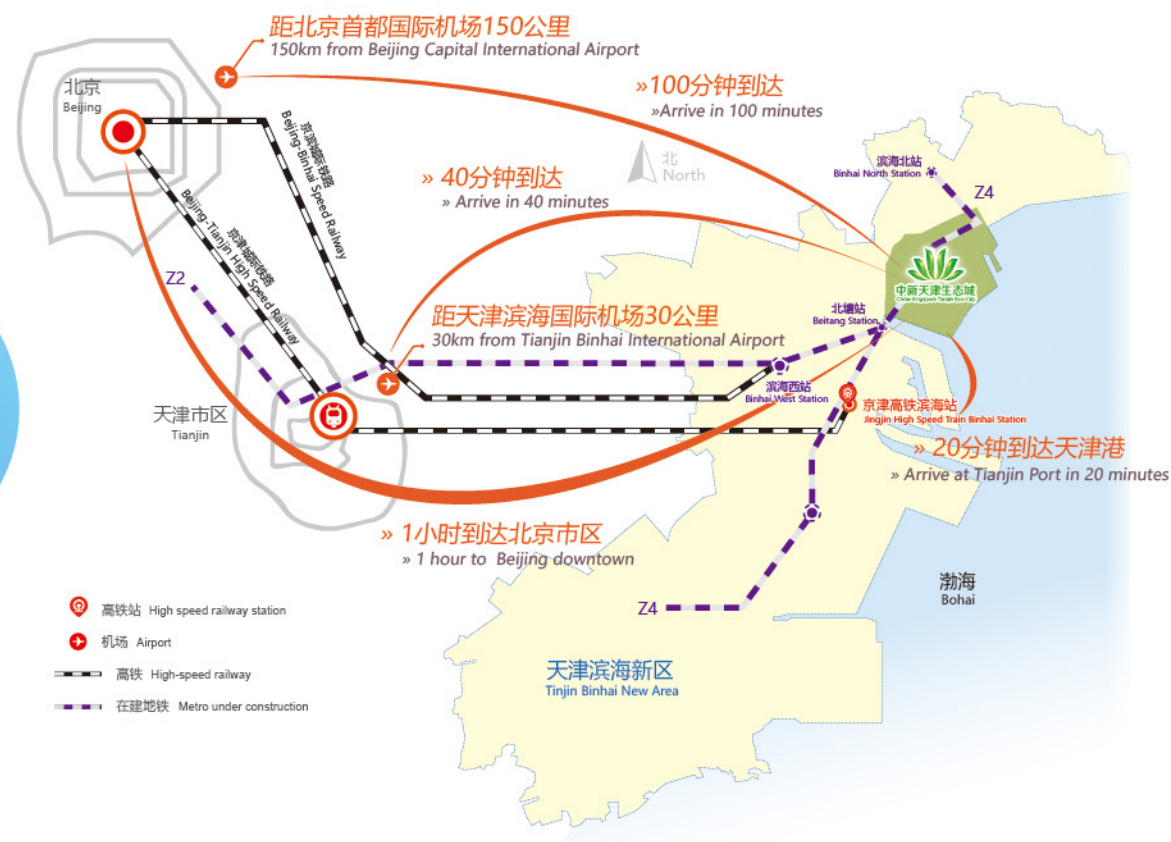 距北京首都国际机场150公里
150km from Beijing Capital International Airport
北京
Beijing
»100分钟到达
»Arrive in 100 minutes
京滨城际铁路
Beijing-Binhai Speed Railway
北
North
» 40分钟到达
» Arrive in 40 minutes
滨海北站
Binhai North Station
Z4
京津城际铁路
Beijing-Tianjin High Speed Railway
Z2
中新天津生态城
北塘站
Beitang Station
距天津滨海国际机场30公里
30km from Tianjin Binhai International Airport
滨海西站
Binhai West Station
天津市区
Tianjin
京津高铁滨海站
Jingjin High Speed Train Binhai Station
» 20分钟到达天津港
» Arrive at Tianjin Port in 20 minutes
» 1小时到达北京市区
» 1 hour to Beijing downtown
渤海
Bohai
Z4
高铁站 High speed railway station
机场 Airport
高铁 High-speed railway
在建地铁 Metro under construction
天津滨海新区
Tinjin Binhai New Area